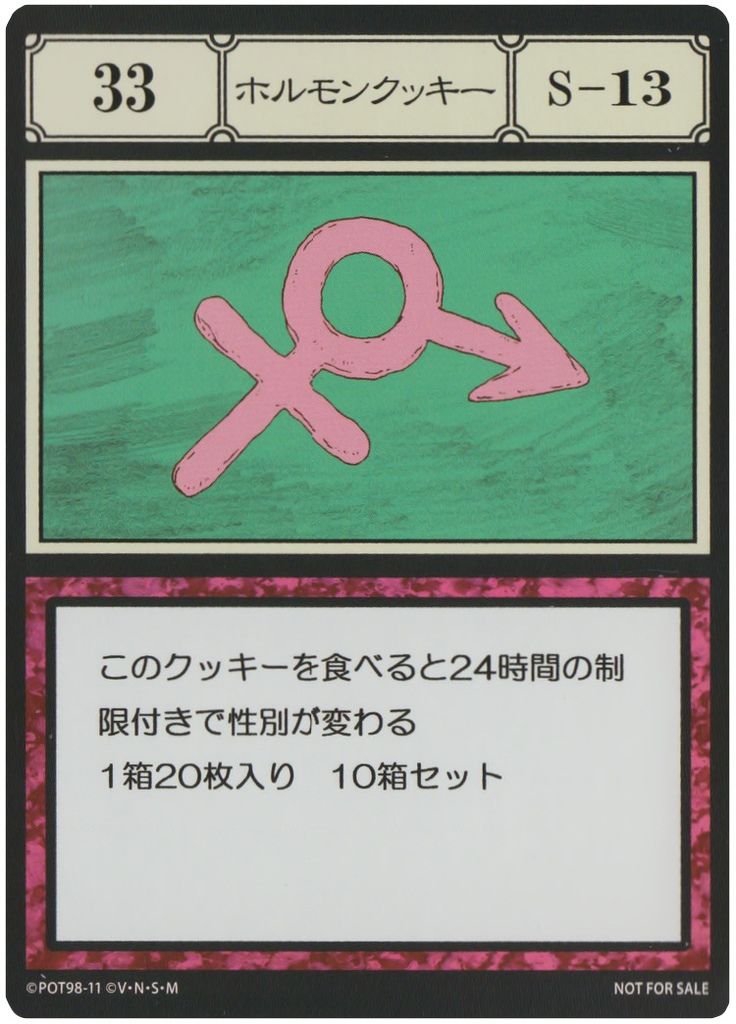 33
ホルモンクッキー
S-13
このクッキーを食べると24時間の制
限付きで性別が変わる
1箱20枚入り　10箱セット
©POT98-11 ©V・N・S・M
NOT FOR SALE